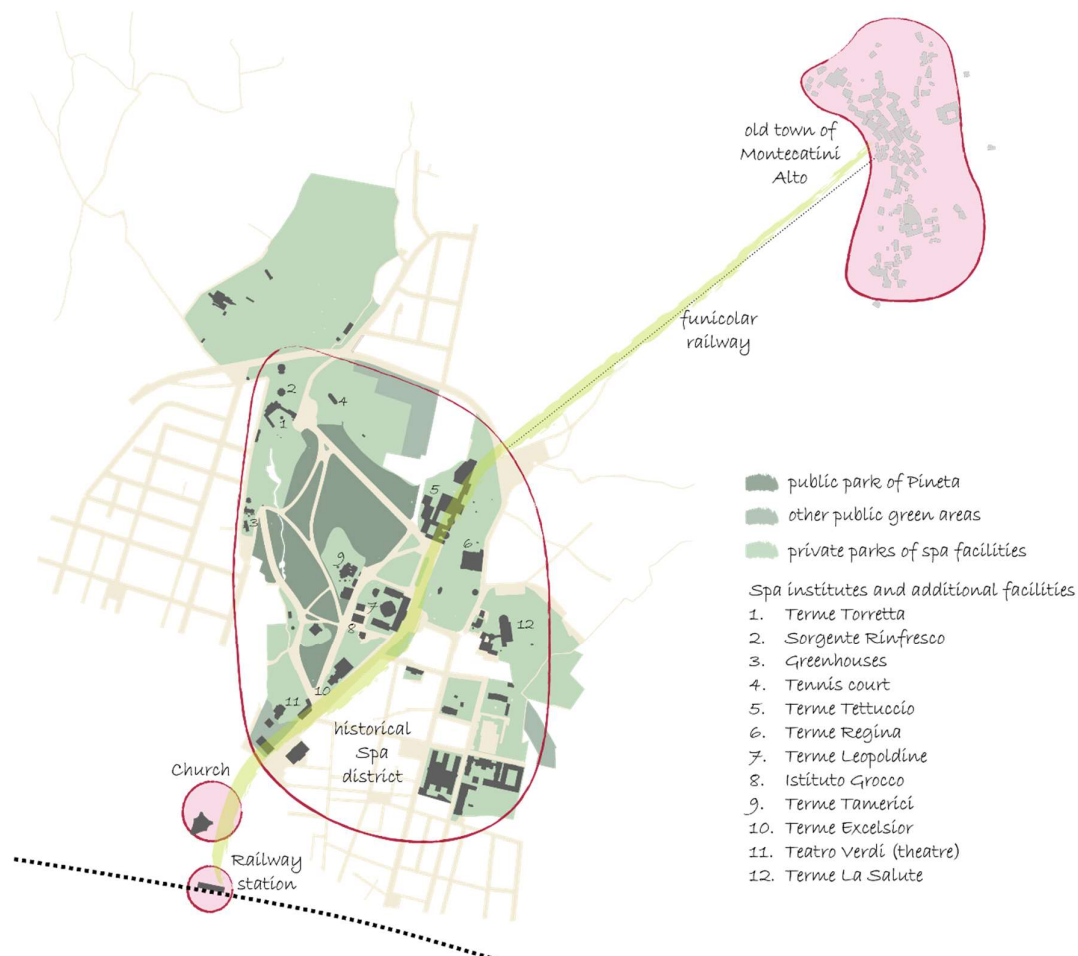 old town of
Montecatini
Alto
funicolar
railway
2
4
1
5
3
6
9
7
8
12
10
11
historical
Spa
district
Church
Railway
station
public park of Pineta
other public green areas
private parks of spa facilities
Spa institutes and additional facilities
1. Terme Torretta
2. Sorgente Rinfresco
3. Greenhouses
4. Tennis court
5. Terme Tettuccio
6. Terme Regina
7. Terme Leopoldine
8. Istituto Grocco
9. Terme Tamerici
10. Terme Excelsior
11. Teatro Verdi (theatre)
12. Terme La Salute